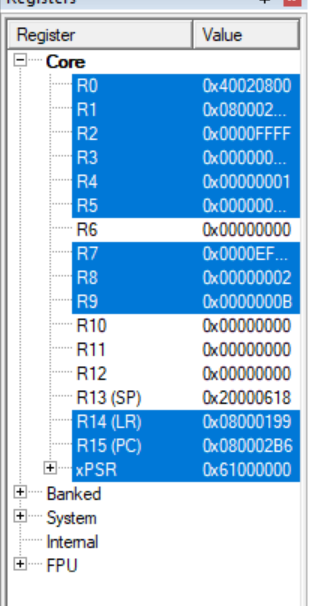 Registers
Register Value
Core
R0 0x40020800
R1 0x080002...
R2 0x0000FFFF
R3 0x000000...
R4 0x00000001
R5 0x000000...
R6 0x00000000
R7 0x0000EF...
R8 0x00000002
R9 0x0000000B
R10 0x00000000
R11 0x00000000
R12 0x00000000
R13 (SP) 0x20000618
R14 (LR) 0x08000199
R15 (PC) 0x080002B6
xPSR 0x61000000
Banked
System
Internal
FPU